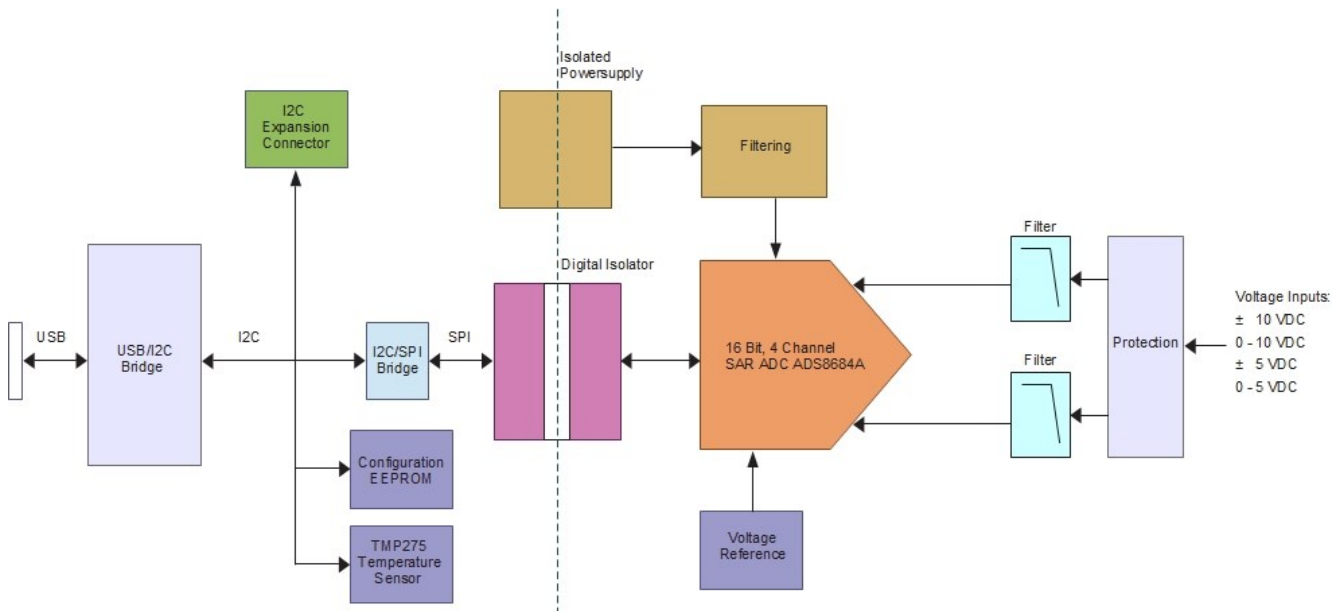 Isolated
Powersupply
I2C
Expansion
Connector
Filtering
Filter
Digital Isolator
USB
USB/I2C
Bridge
I2C
I2C/SPI
Bridge
SPI
16 Bit, 4 Channel
SAR ADC ADS8684A
Protection
Voltage Inputs:
± 10 VDC
0 - 10 VDC
± 5 VDC
0 - 5 VDC
Filter
Configuration
EEPROM
TMP275
Temperature
Sensor
Voltage
Reference